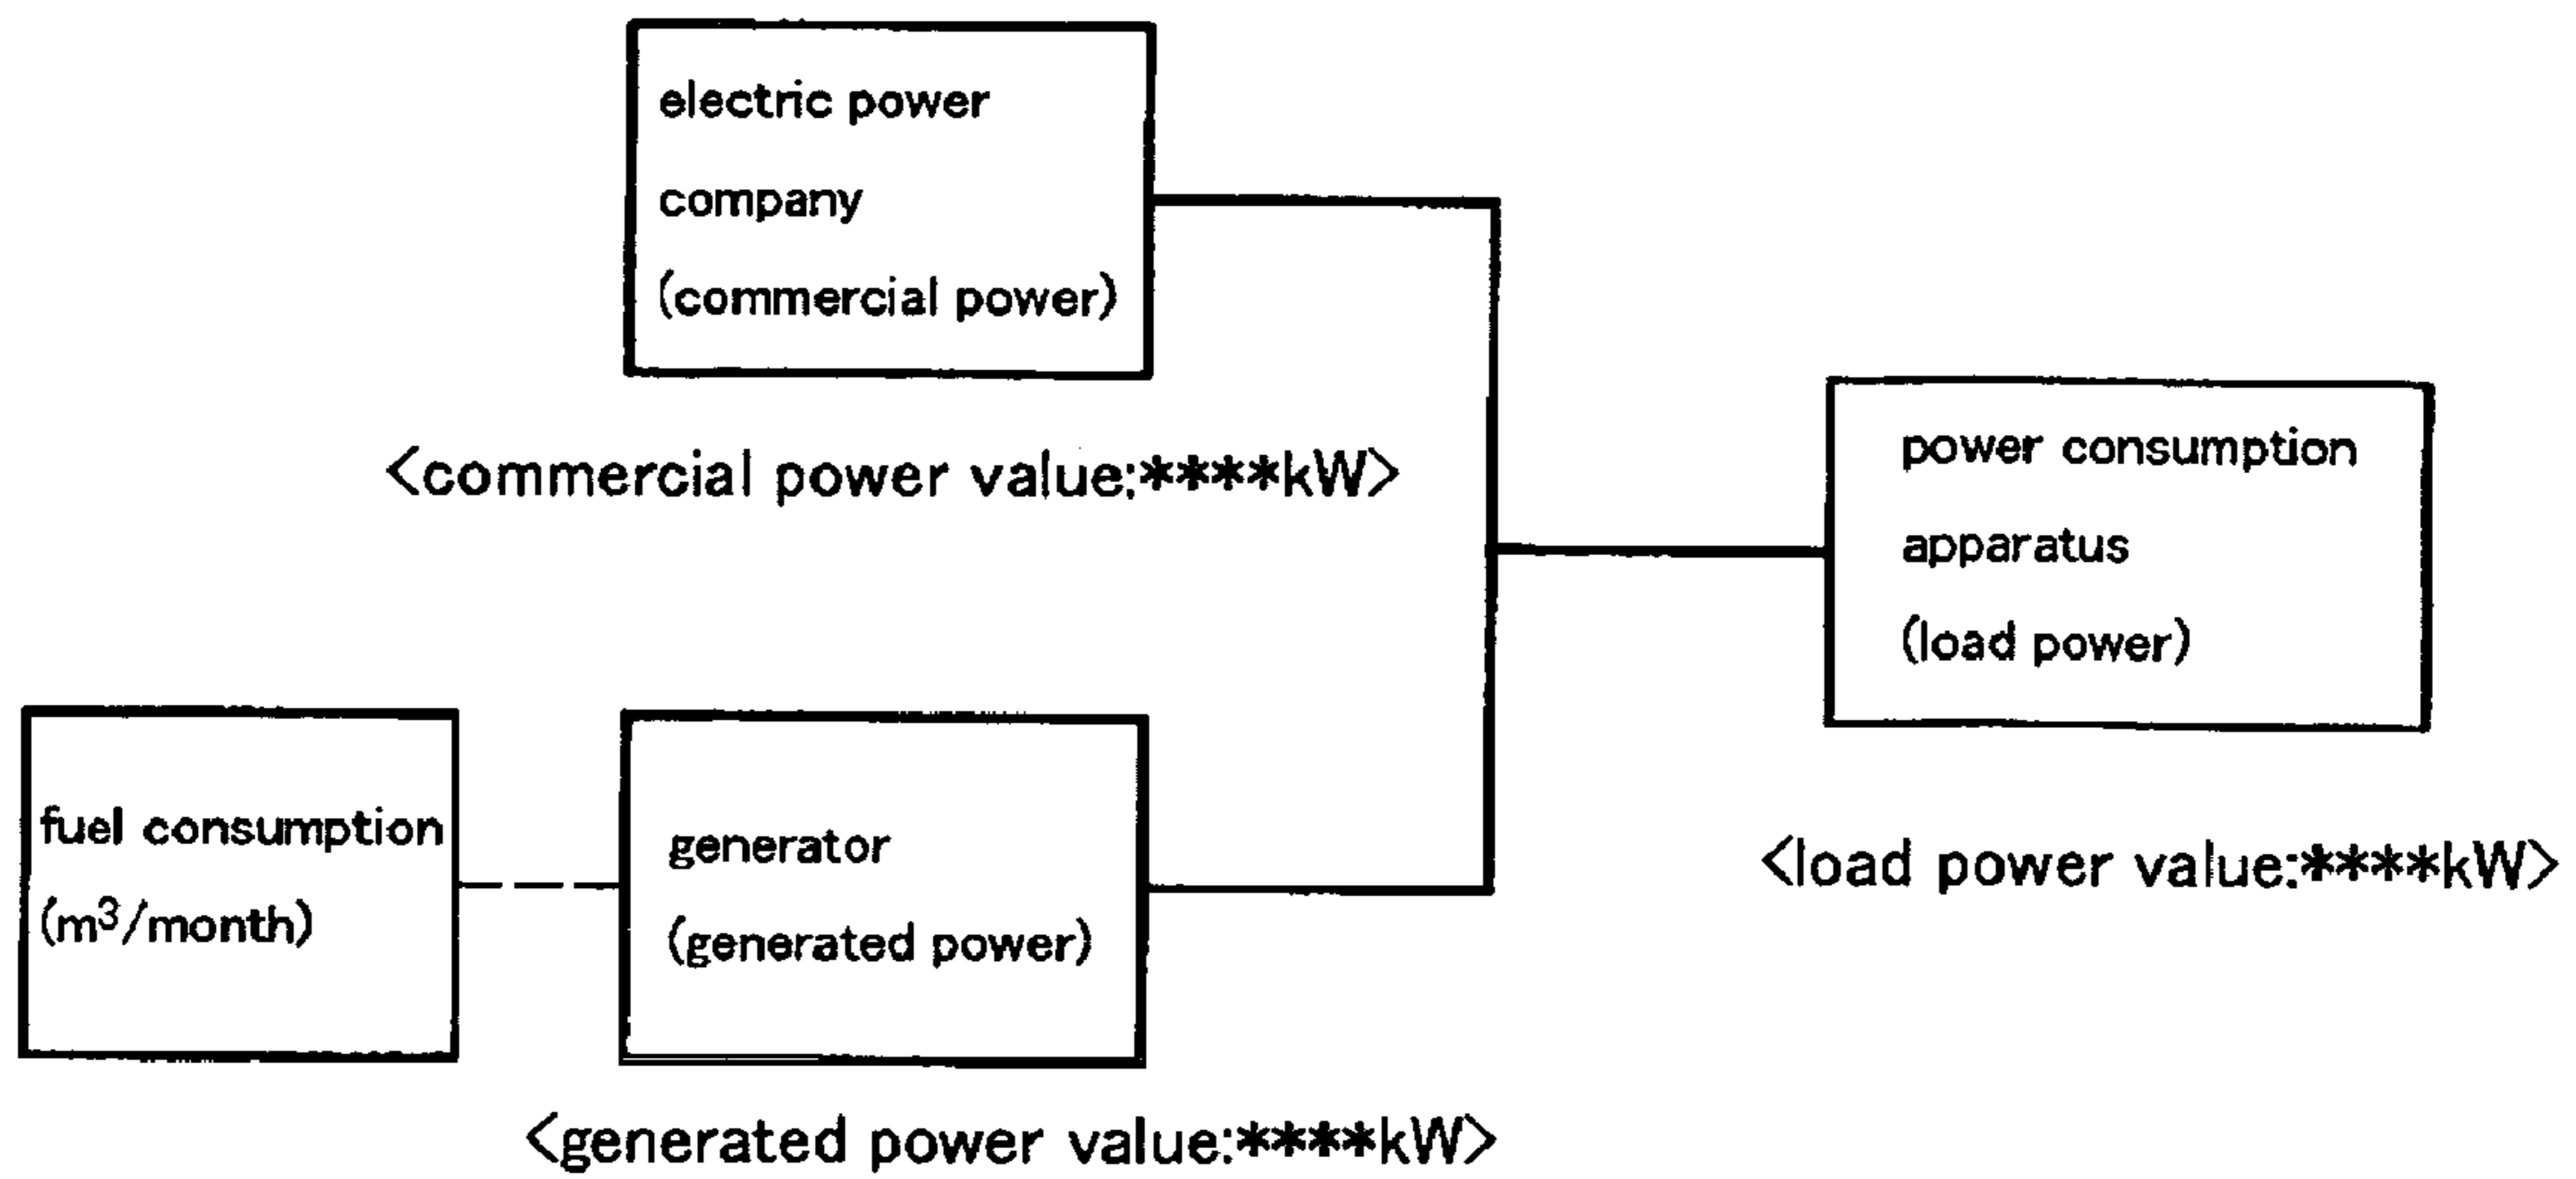 electric power
company
(commercial power)
<commercial power value:****kW>
power consumption
apparatus
(load power)
<load power value:****kW>
fuel consumption
(m³/month)
generator
(generated power)
<generated power value:****kW>